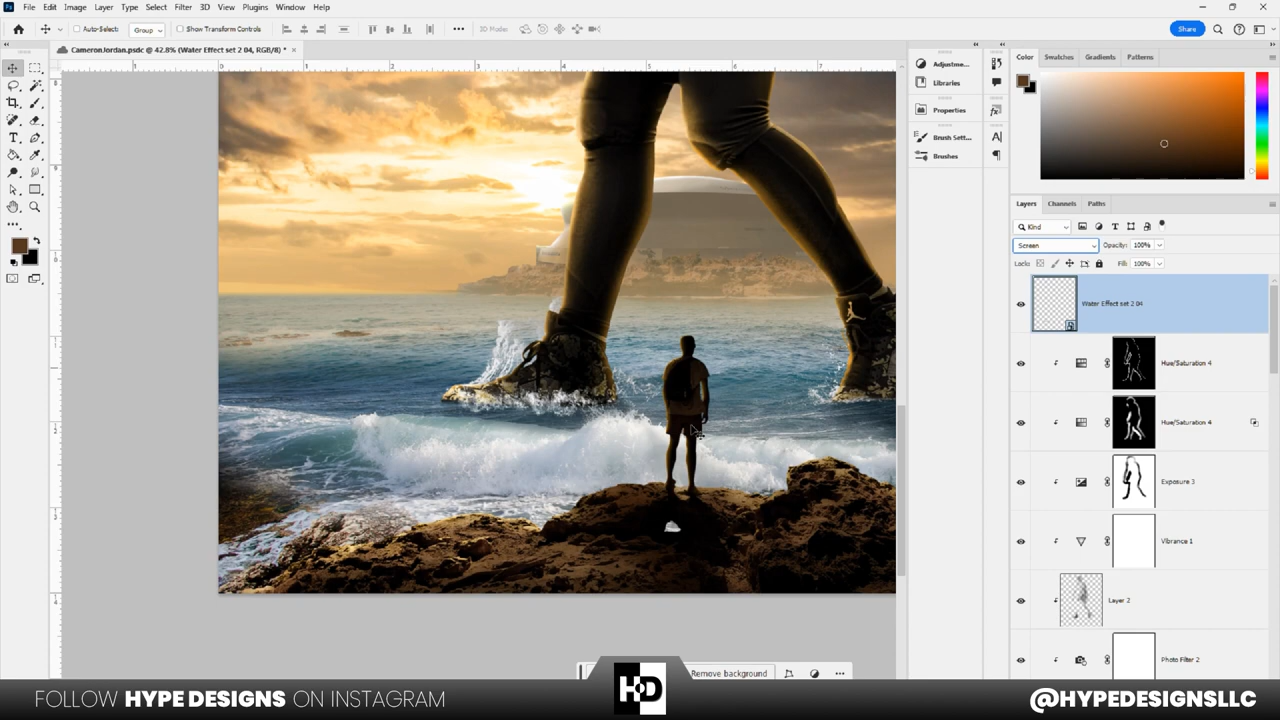 File Edit Image Layer Type Select Filter 3D View Plugins Window Help
Auto-Select: Group Show Transform Controls 3D Mode: Share
CameronJordan.psdc @ 42.8% (Water Effect set 2 04, RGB/8) *
Adjustme...
Libraries
Properties
Brush Sett...
Brushes
Color Swatches Gradients Patterns
Layers Channels Paths
Kind
Screen Opacity: 100%
Lock: Fill: 100%
Water Effect set 2 04
Hue/Saturation 4
Hue/Saturation 4
Exposure 3
Vibrance 1
Layer 2
Photo Filter 2
Remove background
FOLLOW HYPE DESIGNS ON INSTAGRAM
HD
@HYPEDESIGNSLLC